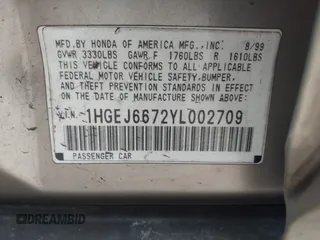 MFD.BY HONDA OF AMERICA MFG.,INC. 8/99
GVWR 3330LBS GAWR F 1760LBS R 1610LBS
THIS VEHICLE CONFORMS TO ALL APPLICABLE
FEDERAL MOTOR VEHICLE SAFETY,BUMPER,
AND THEFT PREVENTION STANDARDS IN EFFECT
ON THE DATE OF MANUFACTURE SHOWN ABOVE.
V.I.N. 1HGEJ6672YL002709
PASSENGER CAR
DREAMBID